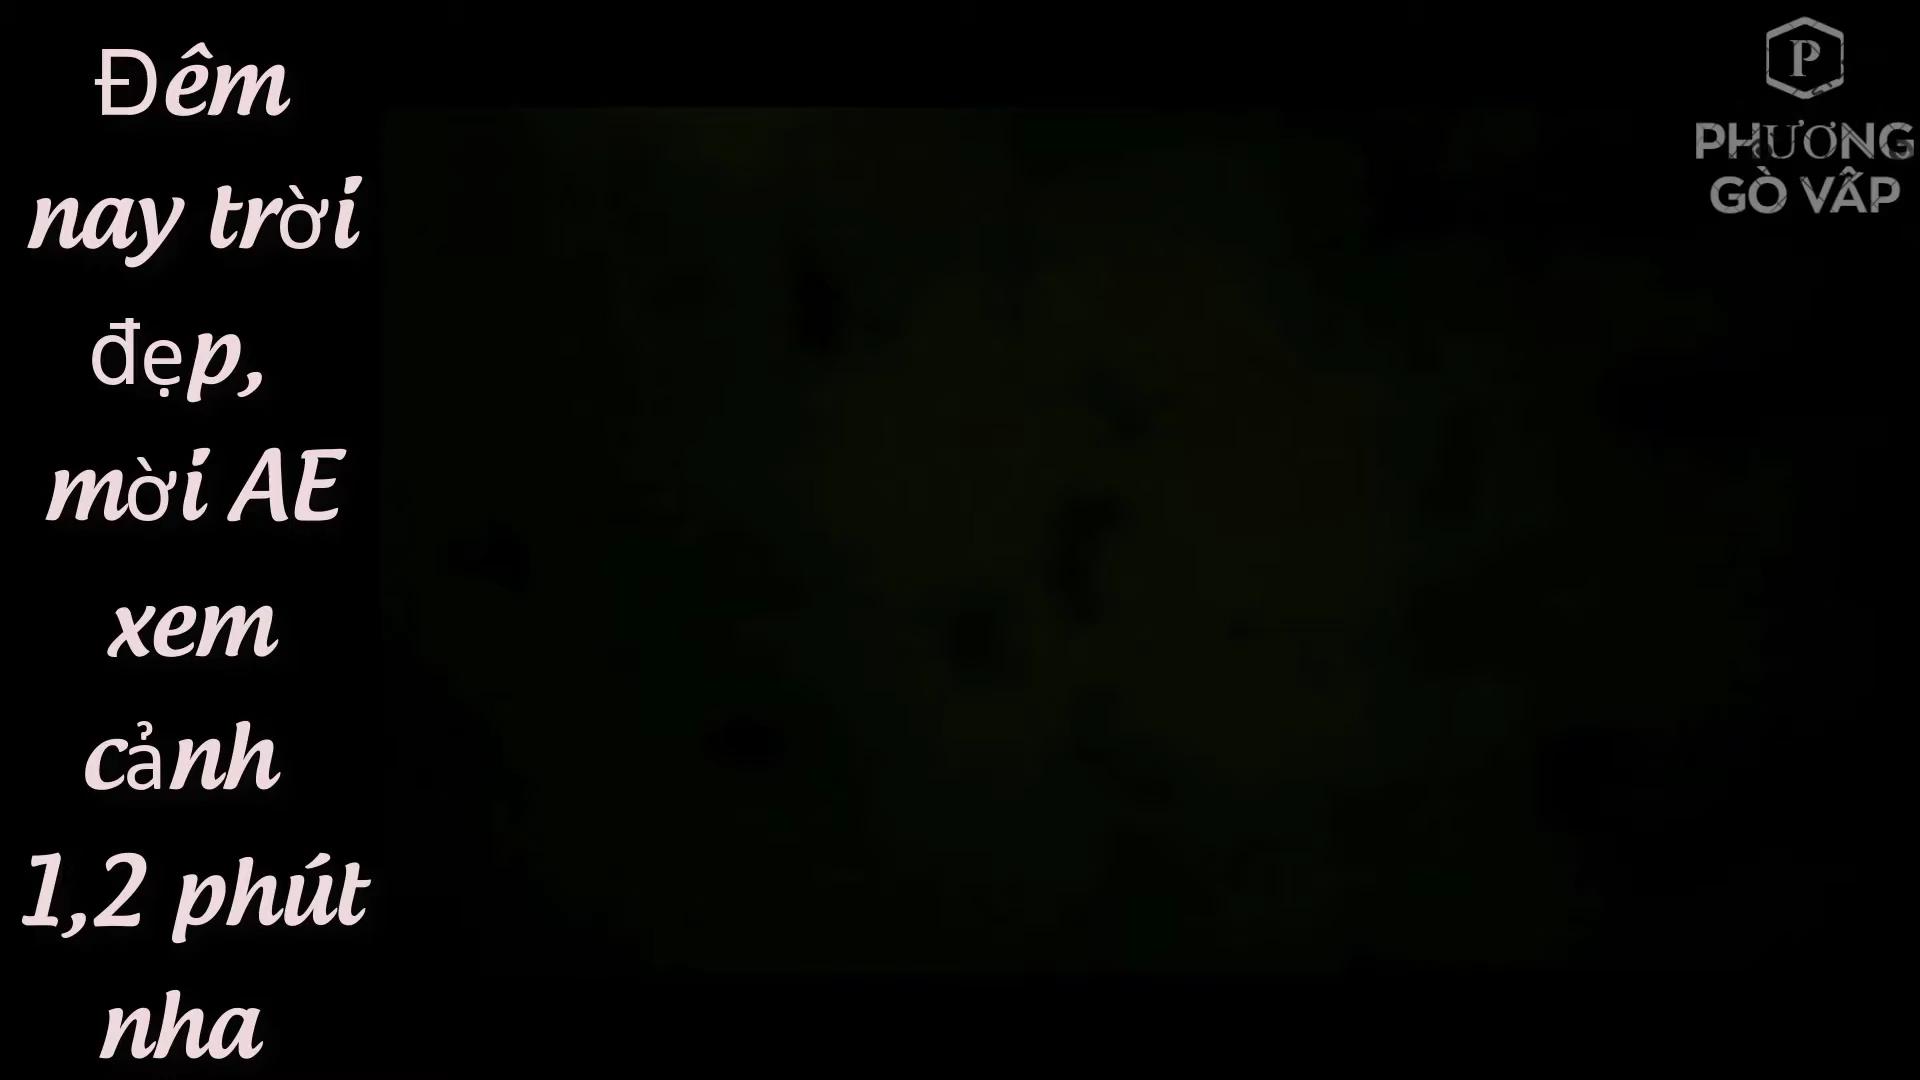 Đêm
nay trời
đẹp,
mời AE
xem
cảnh
1,2 phút
nha
P
PHƯƠNG
GÒ VẤP